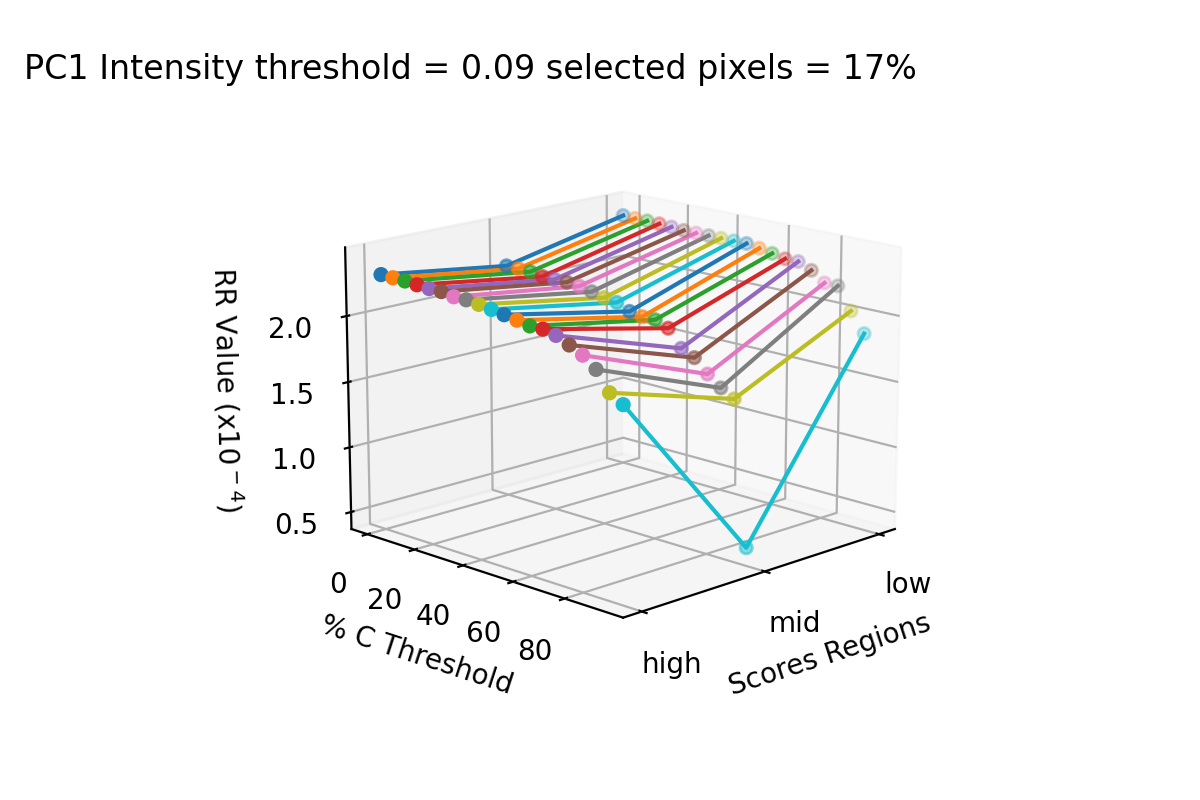 PC1 Intensity threshold = 0.09 selected pixels = 17%
RR Value (x10⁻⁴)
2.0
1.5
1.0
0.5
0
20
40
60
80
% C Threshold
high
mid
low
Scores Regions